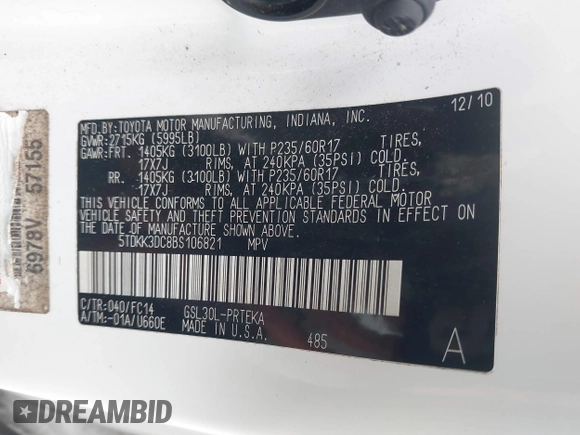 MFD.BY:TOYOTA MOTOR MANUFACTURING, INDIANA, INC. 12/10
GVWR: 2715KG (5995LB)
GAWR:FRT. 1405KG (3100LB) WITH P235/60R17 TIRES,
17X7J RIMS, AT 240KPA (35PSI) COLD.
RR. 1405KG (3100LB) WITH P235/60R17 TIRES,
17X7J RIMS, AT 240KPA (35PSI) COLD.
THIS VEHICLE CONFORMS TO ALL APPLICABLE FEDERAL MOTOR
VEHICLE SAFETY AND THEFT PREVENTION STANDARDS IN EFFECT ON
THE DATE OF MANUFACTURE SHOWN ABOVE.
5TDKK3DC8BS106821 MPV
C/TR:040/FC14 GSL30L-PRTEKA
A/TM:-01A/U660E MADE IN U.S.A. 485 A
6978V 57155
DREAMBID